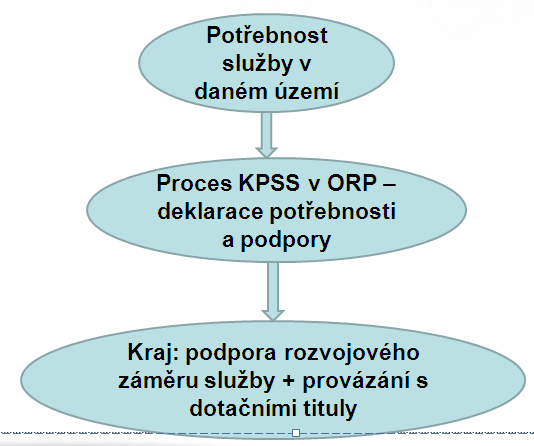 Potřebnost
služby v
daném území
Proces KPSS v ORP –
deklarace potřebnosti
a podpory
Kraj: podpora rozvojového
záměru služby + provázání s
dotačními tituly